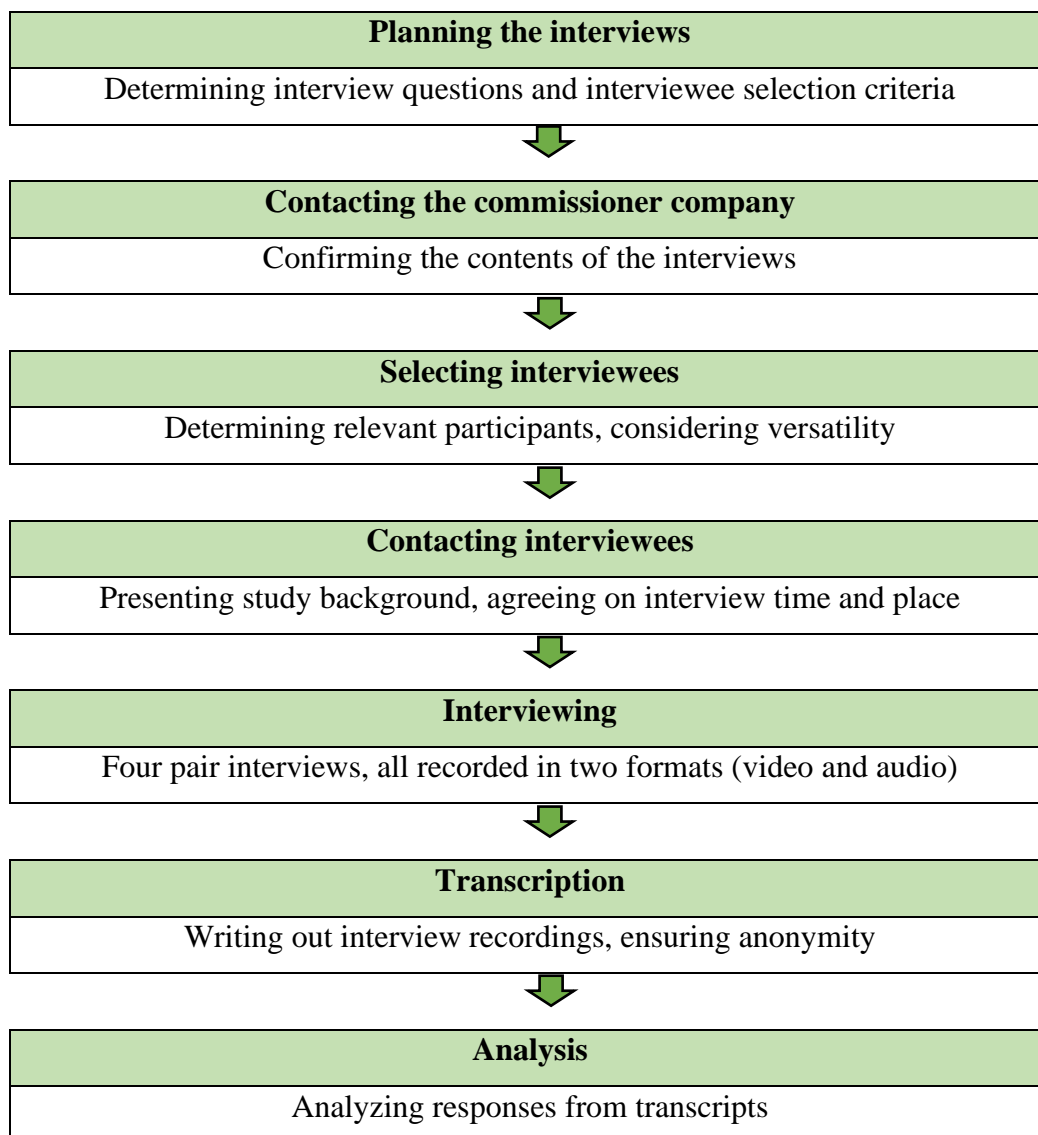 Planning the interviews
Determining interview questions and interviewee selection criteria
Contacting the commissioner company
Confirming the contents of the interviews
Selecting interviewees
Determining relevant participants, considering versatility
Contacting interviewees
Presenting study background, agreeing on interview time and place
Interviewing
Four pair interviews, all recorded in two formats (video and audio)
Transcription
Writing out interview recordings, ensuring anonymity
Analysis
Analyzing responses from transcripts